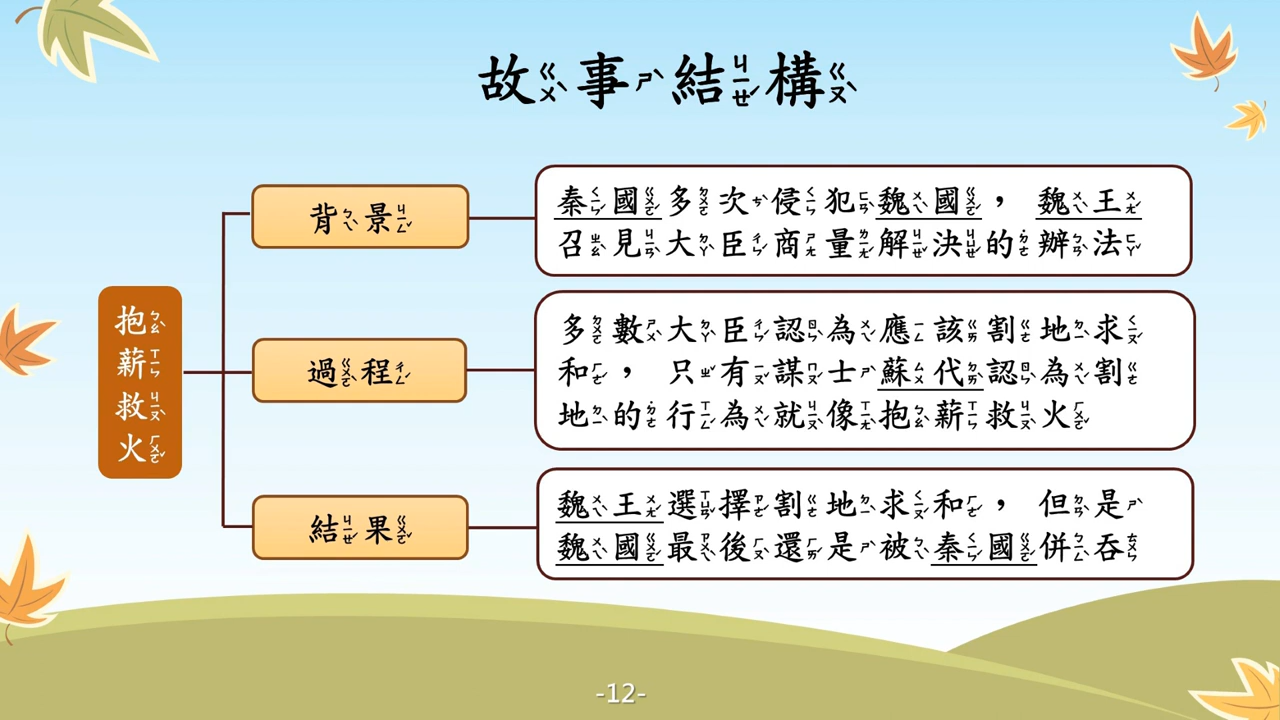 故事結構
抱薪救火
背景
秦國多次侵犯魏國，魏王
召見大臣商量解決的辦法
過程
多數大臣認為應該割地求
和，只有謀士蘇代認為割
地的行為就像抱薪救火
結果
魏王選擇割地求和，但是
魏國最後還是被秦國併吞
-12-